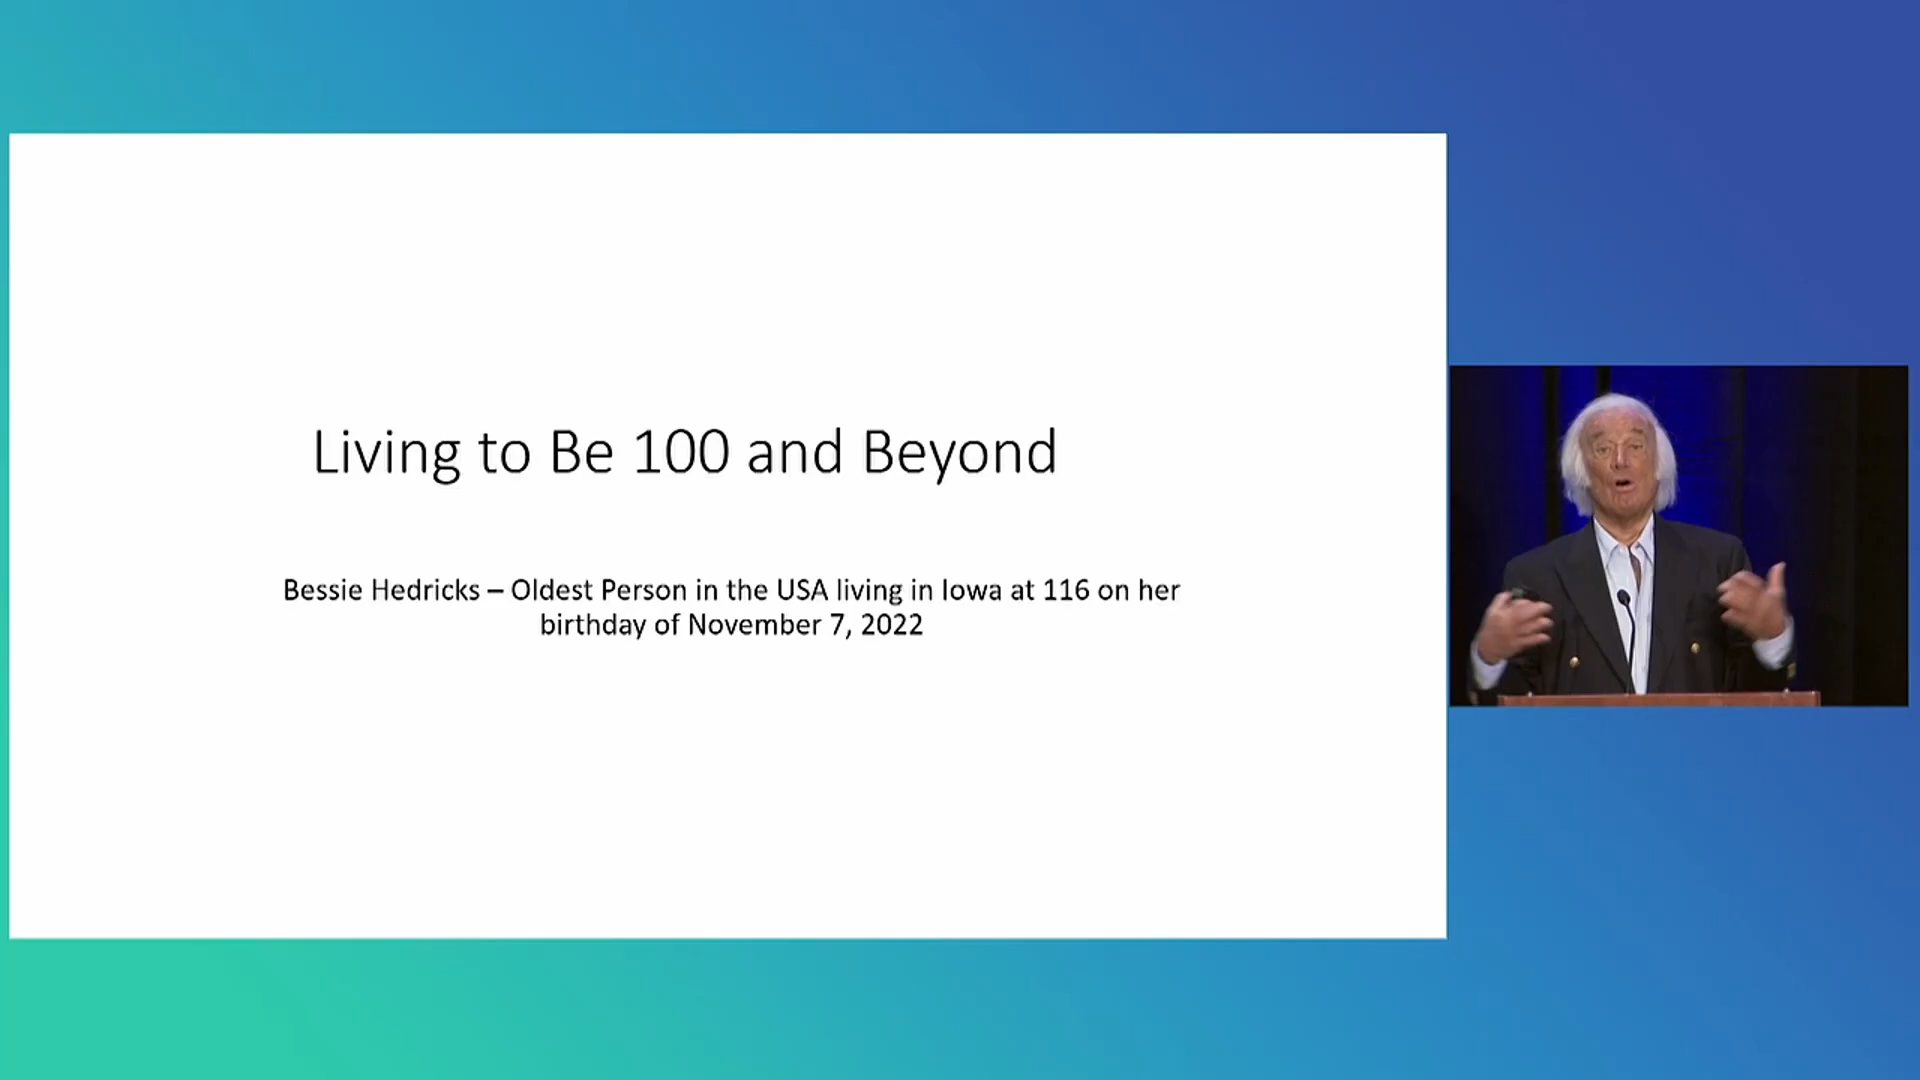 Living to Be 100 and Beyond
Bessie Hedricks – Oldest Person in the USA living in Iowa at 116 on her
birthday of November 7, 2022